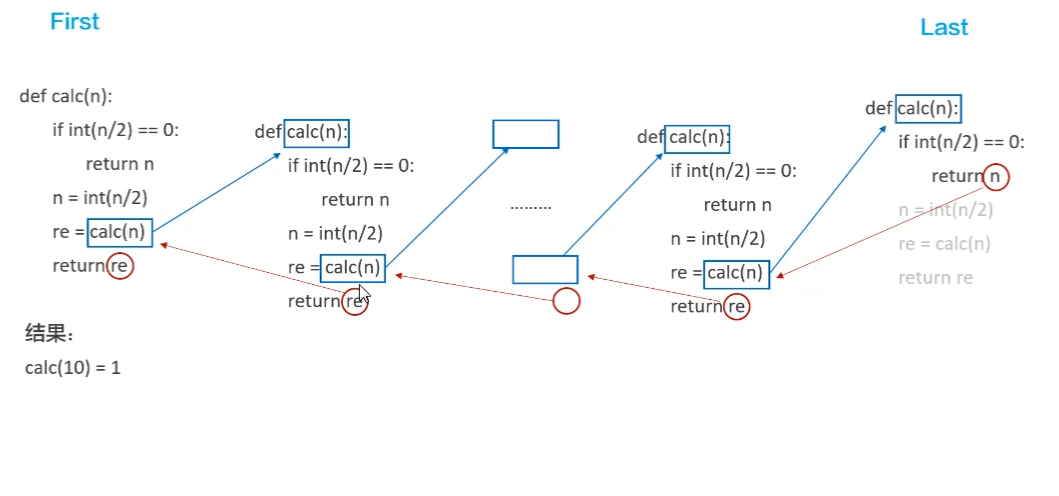 First
Last
def calc(n):
if int(n/2) == 0:
return n
n = int(n/2)
re = calc(n)
return re
def calc(n):
if int(n/2) == 0:
return n
n = int(n/2)
re = calc(n)
return re
.........
def calc(n):
if int(n/2) == 0:
return n
n = int(n/2)
re = calc(n)
return re
def calc(n):
if int(n/2) == 0:
return n
n = int(n/2)
re = calc(n)
return re
结果：
calc(10) = 1